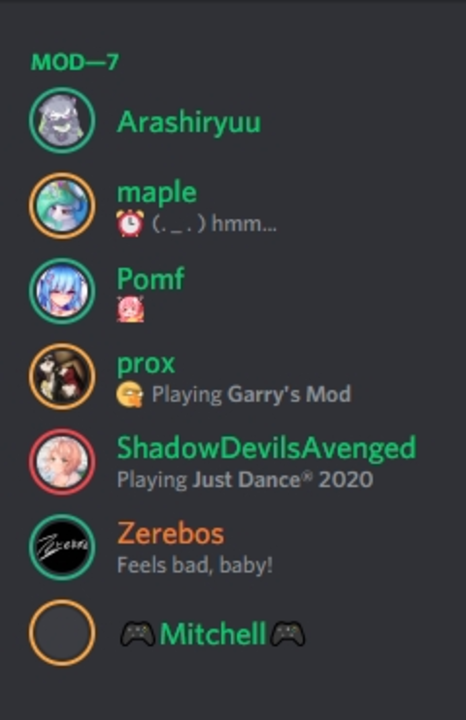 MOD—7
Arashiryuu
maple
⏰ (. _ . ) hmm...
Pomf
prox
Playing Garry's Mod
ShadowDevilsAvenged
Playing Just Dance® 2020
Zerebos
Zerebos
Feels bad, baby!
🎮Mitchell🎮